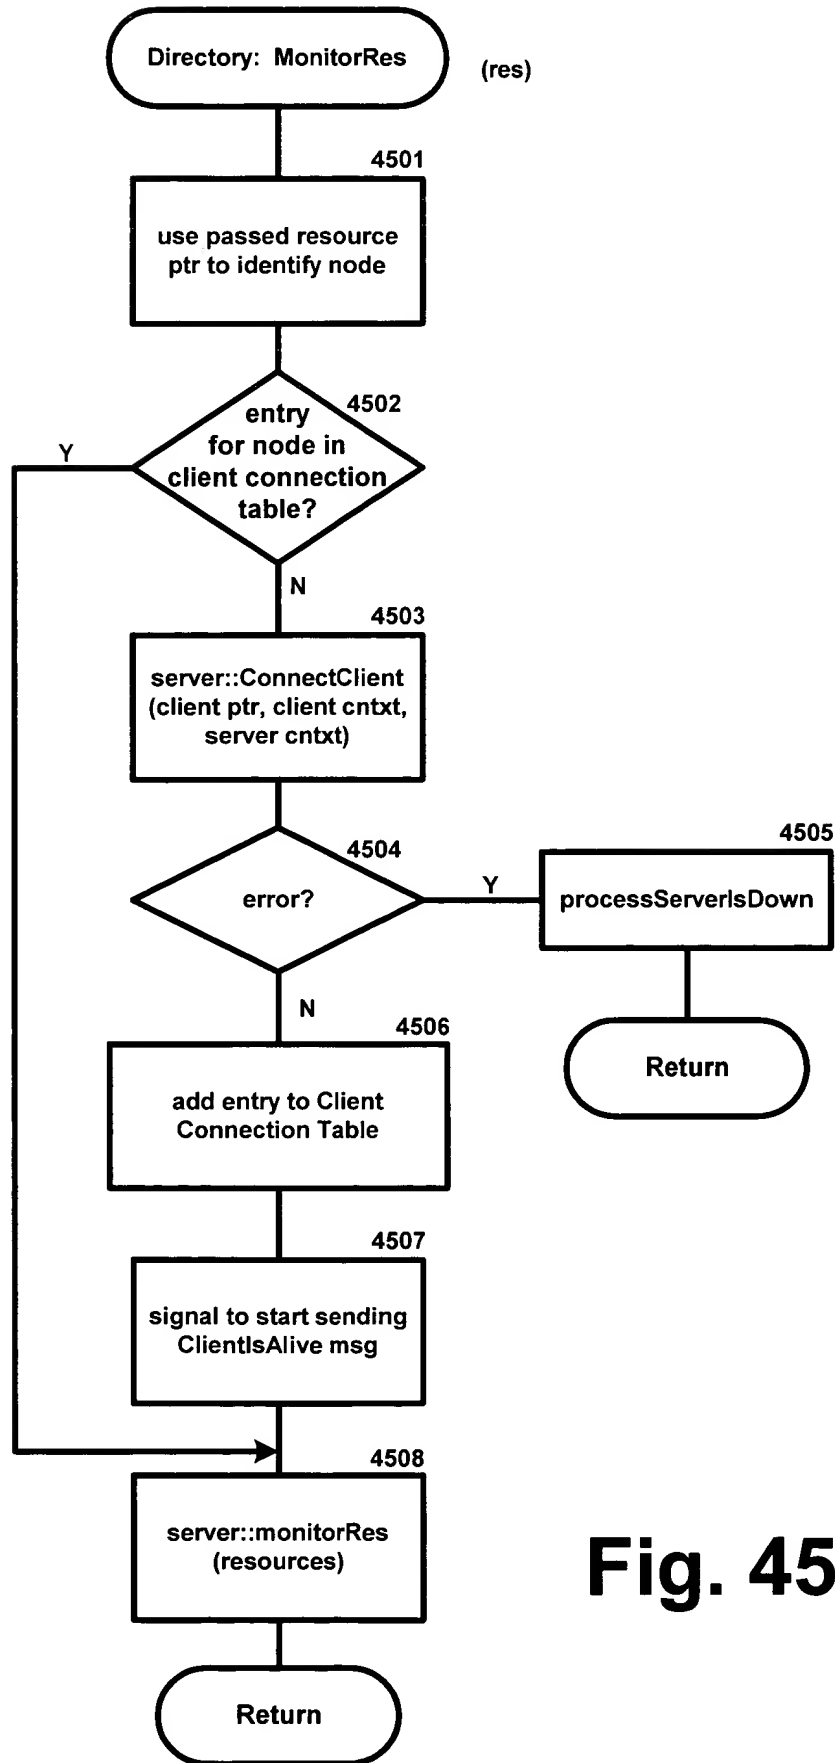 Directory: MonitorRes
(res)
4501
use passed resource
ptr to identify node
4502
entry
for node in
client connection
table?
Y
N
4503
server::ConnectClient
(client ptr, client cntxt,
server cntxt)
4504
error?
Y
4505
processServerIsDown
Return
N
4506
add entry to Client
Connection Table
4507
signal to start sending
ClientIsAlive msg
4508
server::monitorRes
(resources)
Return
Fig. 45